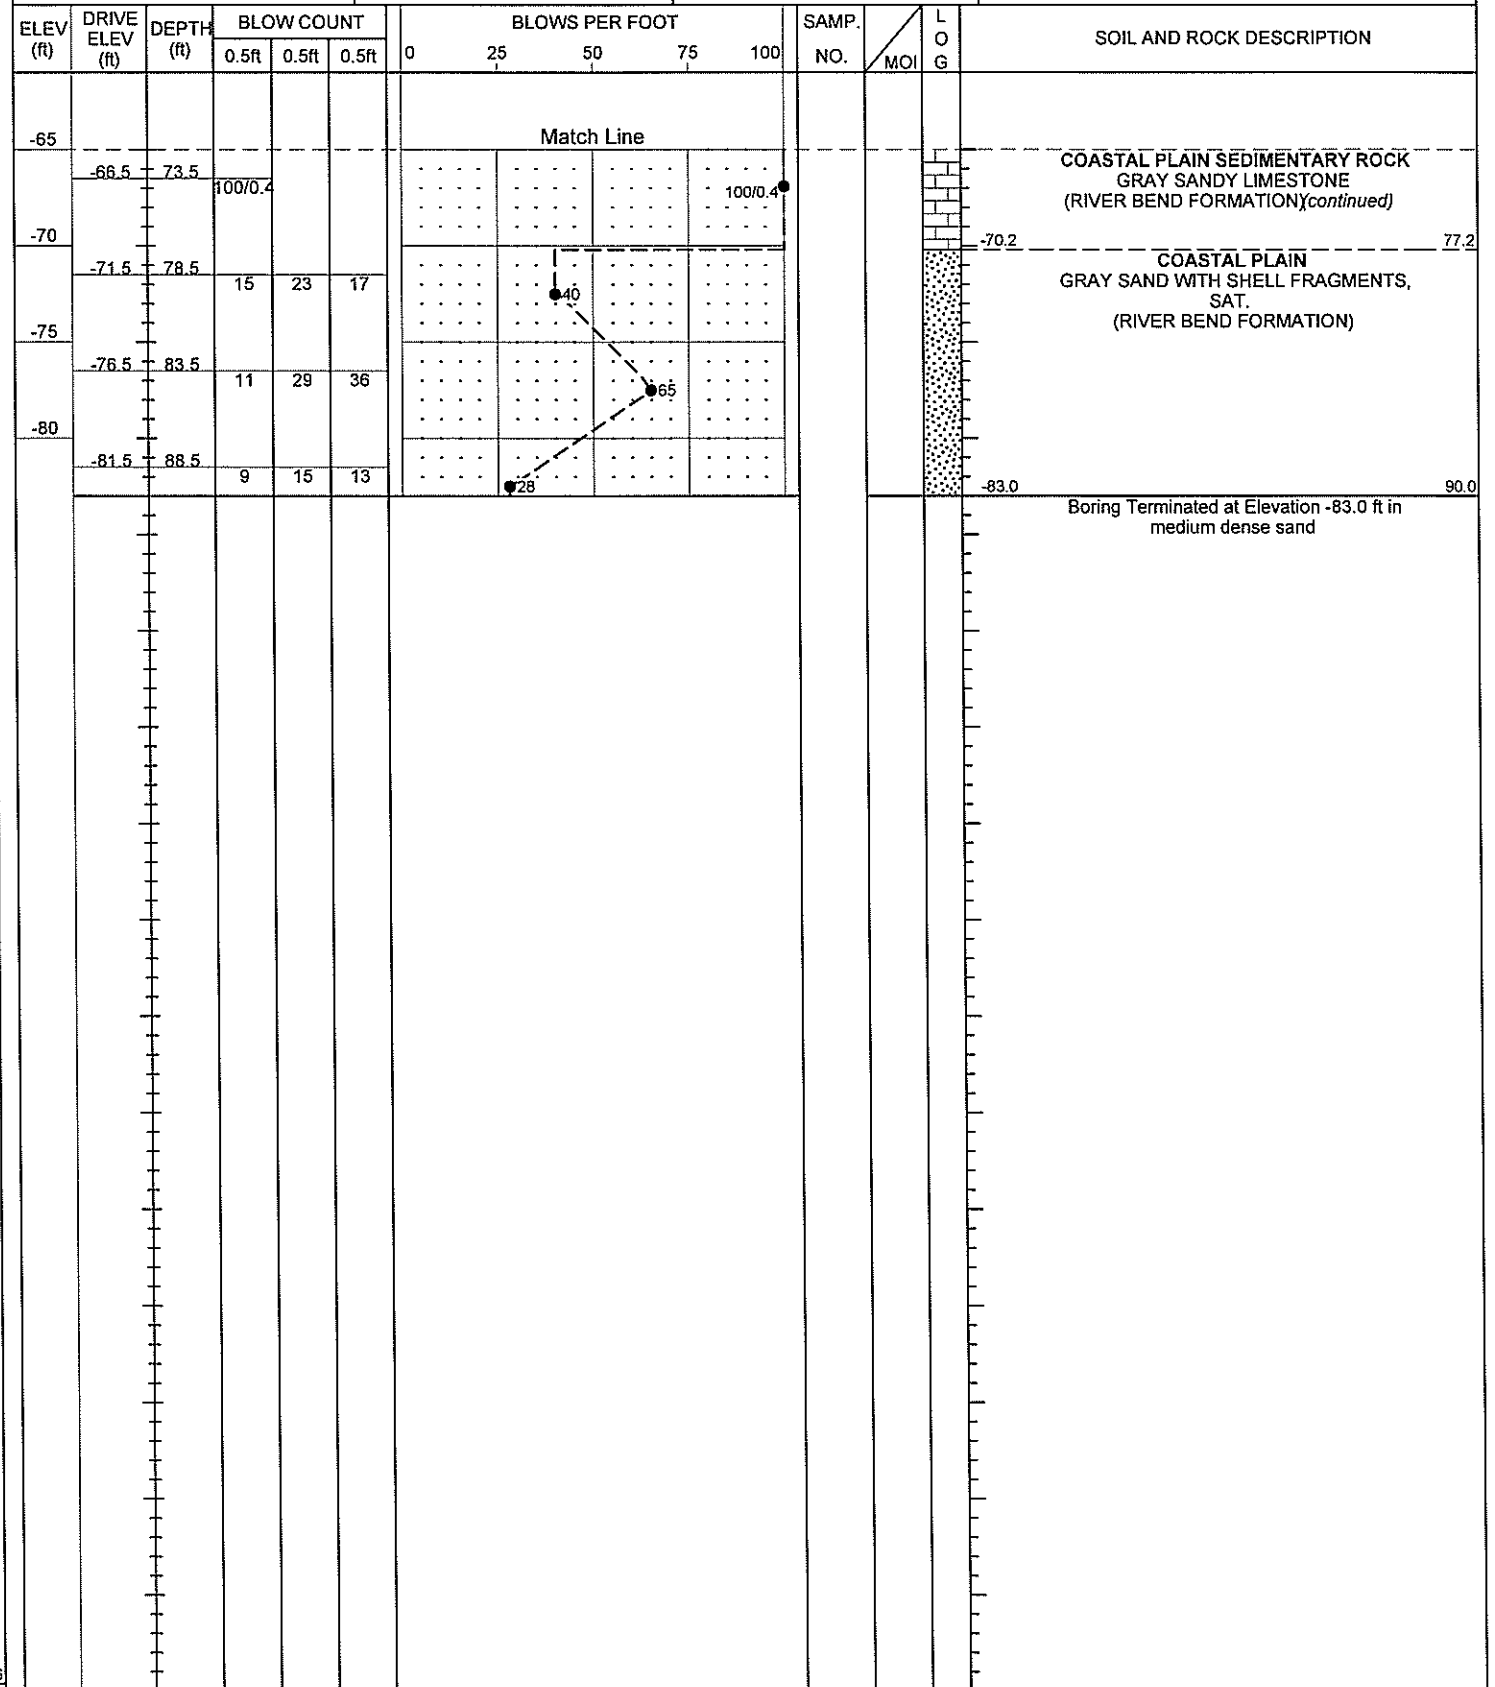 ELEV (ft) DRIVE ELEV (ft) DEPTH (ft) BLOW COUNT BLOWS PER FOOT SAMP. NO. MOI L O G SOIL AND ROCK DESCRIPTION
0.5ft 0.5ft 0.5ft 0 25 50 75 100
Match Line
-65
COASTAL PLAIN SEDIMENTARY ROCK
-66.5 73.5
GRAY SANDY LIMESTONE
100/0.4 100/0.4
(RIVER BEND FORMATION)(continued)
-70 -70.2 77.2
COASTAL PLAIN
-71.5 78.5
GRAY SAND WITH SHELL FRAGMENTS,
15 23 17
40
SAT.
(RIVER BEND FORMATION)
-75
-76.5 83.5
11 29 36
65
-80
-81.5 88.5
9 15 13
28
-83.0 90.0
Boring Terminated at Elevation -83.0 ft in
medium dense sand